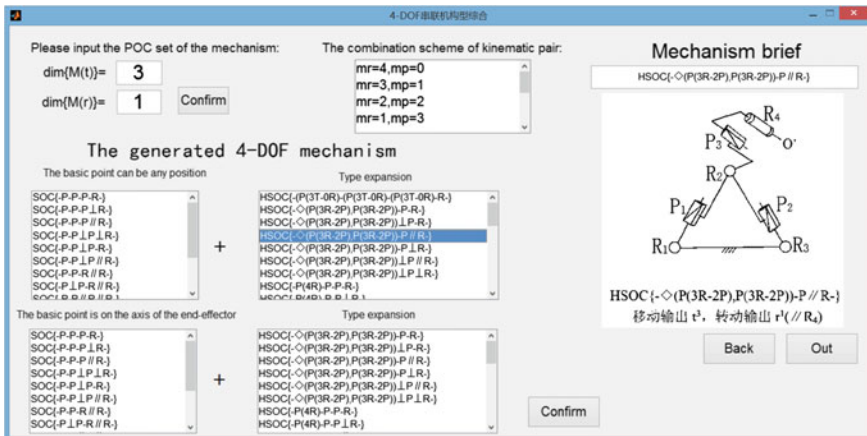 4-DOF串联机构型综合
Please input the POC set of the mechanism:
dim{M(t)}= 3
dim{M(r)}= 1
Confirm
The combination scheme of kinematic pair:
mr=4,mp=0
mr=3,mp=1
mr=2,mp=2
mr=1,mp=3
The generated 4-DOF mechanism
The basic point can be any position
SOC{-P-P-P-R-}
SOC{-P-P-P⊥R-}
SOC{-P-P-P∥R-}
SOC{-P-P⊥P⊥R-}
SOC{-P-P⊥P-R-}
SOC{-P-P⊥P∥R-}
SOC{-P-P-R∥R-}
SOC{-P⊥P-R∥R-}
+
Type expansion
HSOC{-(P(3T-0R)-(P(3T-0R)-(P(3T-0R)-R-}
HSOC{-◇(P(3R-2P),P(3R-2P))-P-R-}
HSOC{-◇(P(3R-2P),P(3R-2P))⊥P-R-}
HSOC{-◇(P(3R-2P),P(3R-2P))-P∥R-}
HSOC{-◇(P(3R-2P),P(3R-2P))-P⊥R-}
HSOC{-◇(P(3R-2P),P(3R-2P))⊥P∥R-}
HSOC{-◇(P(3R-2P),P(3R-2P))⊥P⊥R-}
HSOC{-P(4R)-P-P-R-}
The basic point is on the axis of the end-effector
SOC{-P-P-P-R-}
SOC{-P-P-P⊥R-}
SOC{-P-P-P∥R-}
SOC{-P-P⊥P⊥R-}
SOC{-P-P⊥P-R-}
SOC{-P-P⊥P∥R-}
SOC{-P-P-R∥R-}
SOC{-P⊥P-R∥R-}
+
Type expansion
HSOC{-◇(P(3R-2P),P(3R-2P))-P-R-}
HSOC{-◇(P(3R-2P),P(3R-2P))⊥P-R-}
HSOC{-◇(P(3R-2P),P(3R-2P))-P∥R-}
HSOC{-◇(P(3R-2P),P(3R-2P))-P⊥R-}
HSOC{-◇(P(3R-2P),P(3R-2P))⊥P∥R-}
HSOC{-◇(P(3R-2P),P(3R-2P))⊥P⊥R-}
HSOC{-P(4R)-P-P-R-}
HSOC{-P(4R)-P-P⊥R-}
Confirm
Mechanism brief
HSOC{-◇(P(3R-2P),P(3R-2P))-P∥R-}
R₄
P₃
O'
R₂
P₁
P₂
R₁
R₃
HSOC{-◇(P(3R-2P),P(3R-2P))-P∥R-}
移动输出 t³, 转动输出 r¹(∥R₄)
Back
Out